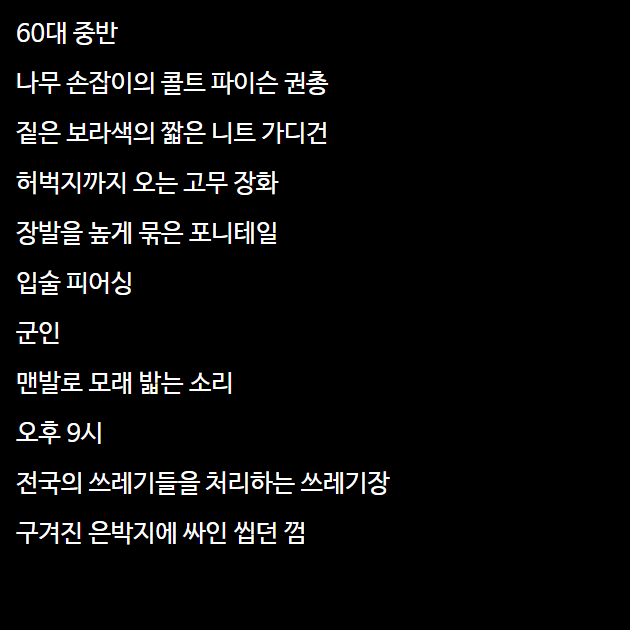 60대 중반
나무 손잡이의 콜트 파이슨 권총
짙은 보라색의 짧은 니트 가디건
허벅지까지 오는 고무 장화
장발을 높게 묶은 포니테일
입술 피어싱
군인
맨발로 모래 밟는 소리
오후 9시
전국의 쓰레기들을 처리하는 쓰레기장
구겨진 은박지에 싸인 씹던 껌